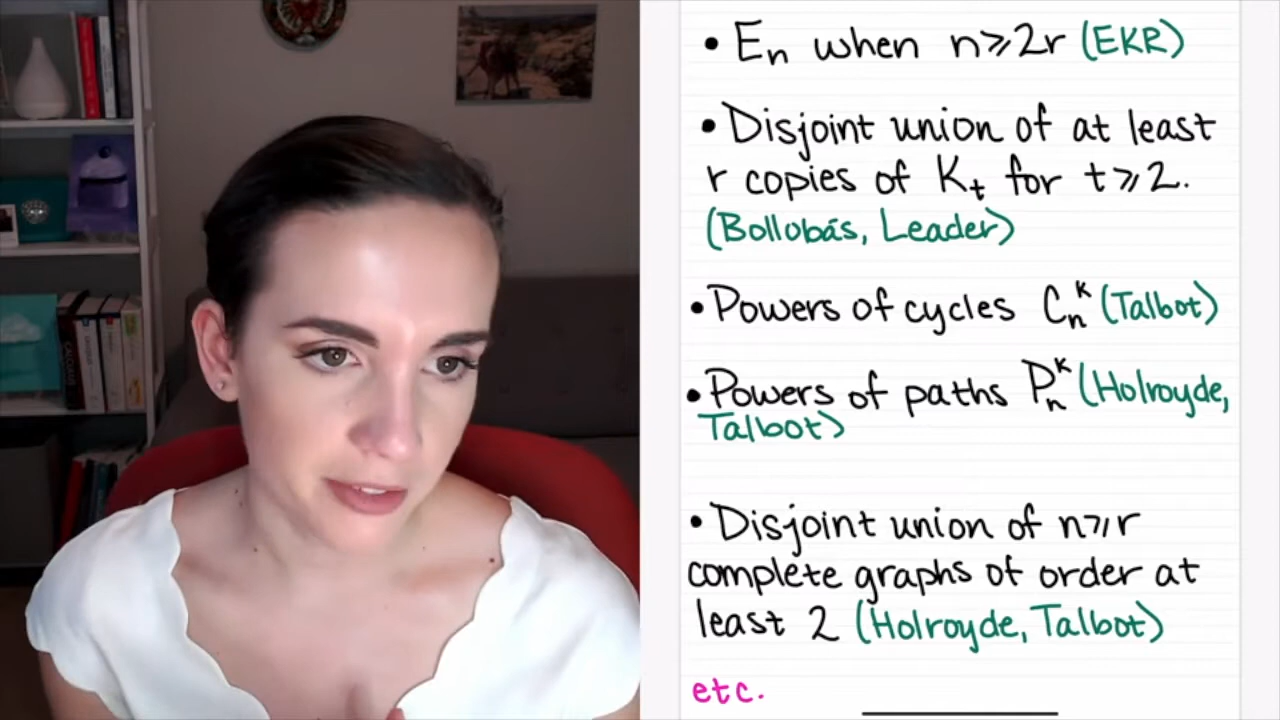 • En when n≥2r (EKR)
• Disjoint union of at least
r copies of Kt for t≥2.
(Bollobás, Leader)
• Powers of cycles Cnᵏ (Talbot)
• Powers of paths Pnᵏ (Holroyde,
Talbot)
• Disjoint union of n≥r
complete graphs of order at
least 2 (Holroyde, Talbot)
etc.